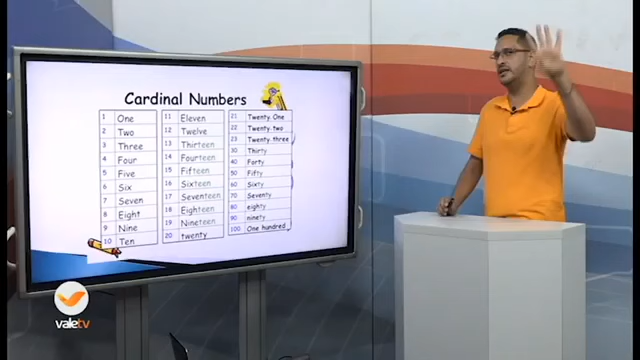 Cardinal Numbers
1 One
2 Two
3 Three
4 Four
5 Five
6 Six
7 Seven
8 Eight
9 Nine
10 Ten
11 Eleven
12 Twelve
13 Thirteen
14 Fourteen
15 Fifteen
16 Sixteen
17 Seventeen
18 Eighteen
19 Nineteen
20 twenty
21 Twenty One
22 Twenty two
23 Twenty three
30 Thirty
40 Forty
50 Fifty
60 Sixty
70 Seventy
80 eighty
90 ninety
100 One hundred
valetv